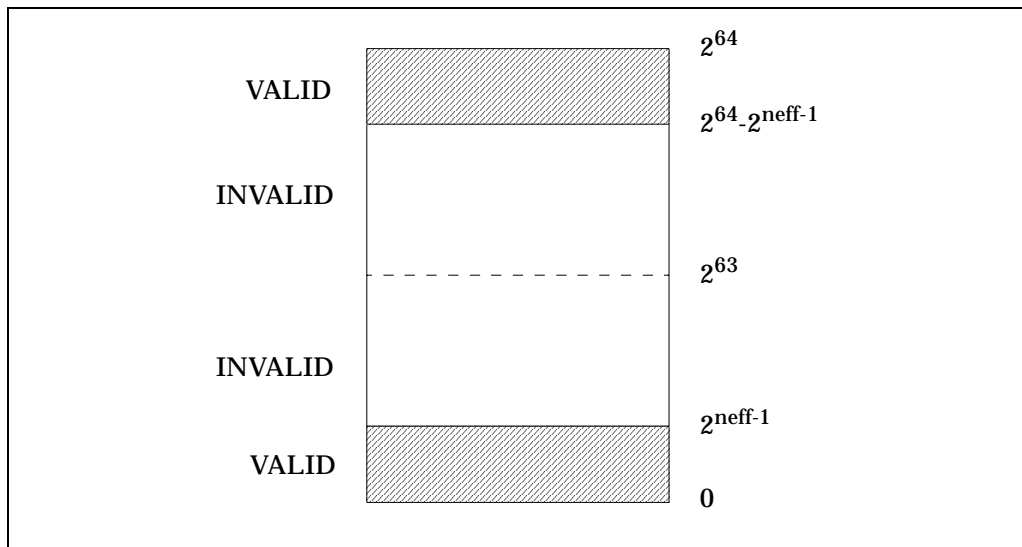 2^64
VALID
2^64-2^neff-1
INVALID
2^63
INVALID
2^neff-1
VALID
0